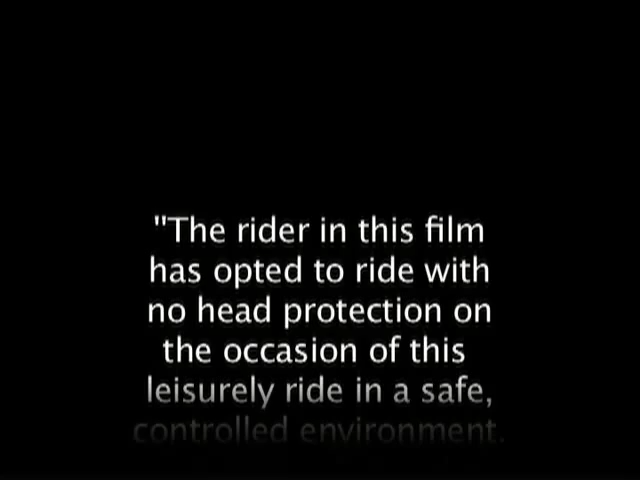 "The rider in this film
has opted to ride with
no head protection on
the occasion of this
leisurely ride in a safe,
controlled environment.